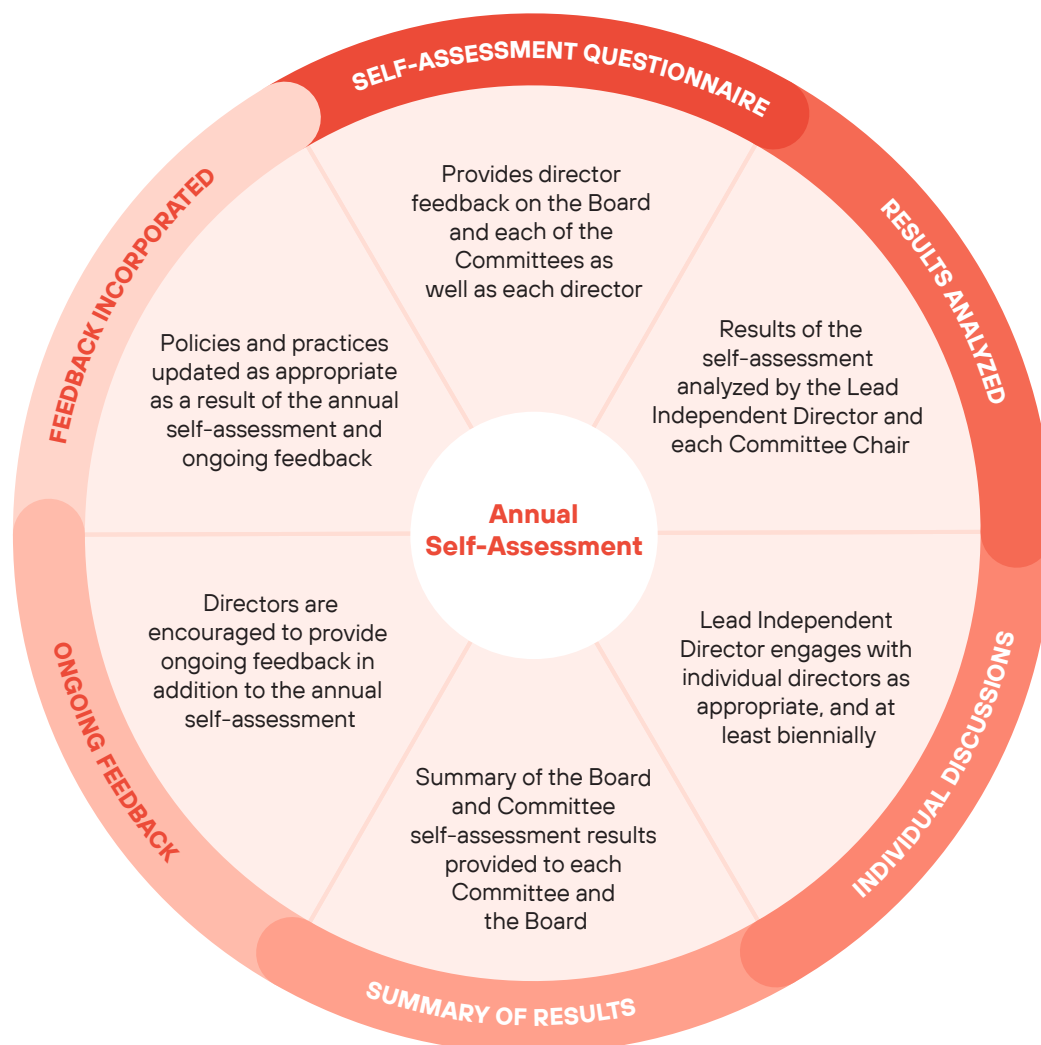 SELF-ASSESSMENT QUESTIONNAIRE
Provides director
feedback on the Board
and each of the
Committees as
well as each director
RESULTS ANALYZED
Results of the
self-assessment
analyzed by the Lead
Independent Director and
each Committee Chair
INDIVIDUAL DISCUSSIONS
Lead Independent
Director engages with
individual directors as
appropriate, and at
least biennially
SUMMARY OF RESULTS
Summary of the Board
and Committee
self-assessment results
provided to each
Committee and
the Board
ONGOING FEEDBACK
Directors are
encouraged to provide
ongoing feedback in
addition to the annual
self-assessment
FEEDBACK INCORPORATED
Policies and practices
updated as appropriate
as a result of the annual
self-assessment and
ongoing feedback
Annual
Self-Assessment